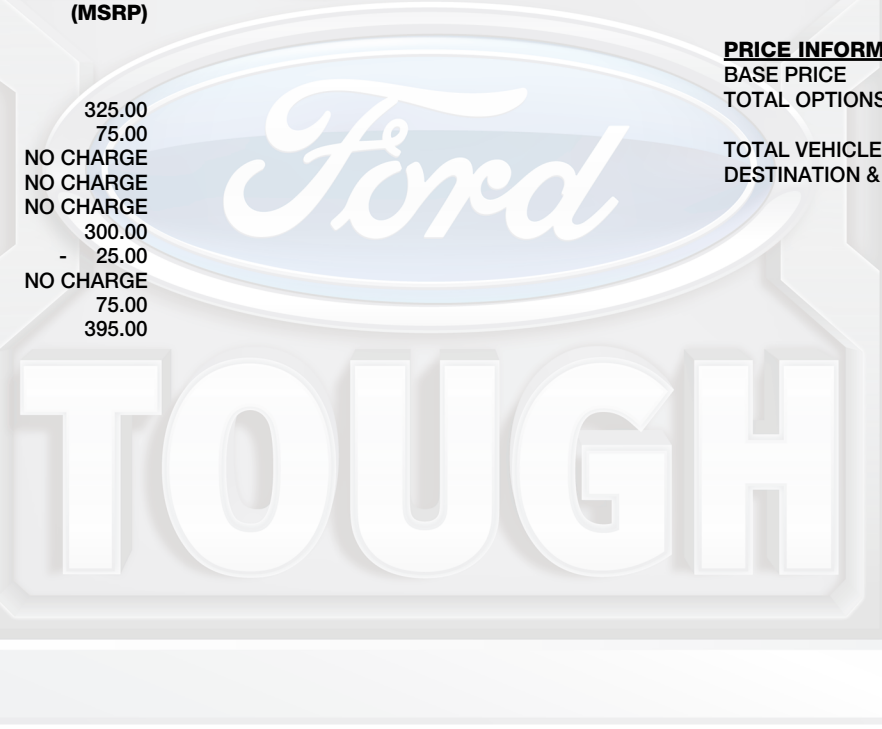 (MSRP)
325.00
75.00
NO CHARGE
NO CHARGE
NO CHARGE
300.00
- 25.00
NO CHARGE
75.00
395.00
PRICE INFORM
BASE PRICE
TOTAL OPTIONS
TOTAL VEHICLE
DESTINATION &
Ford
TOUGH